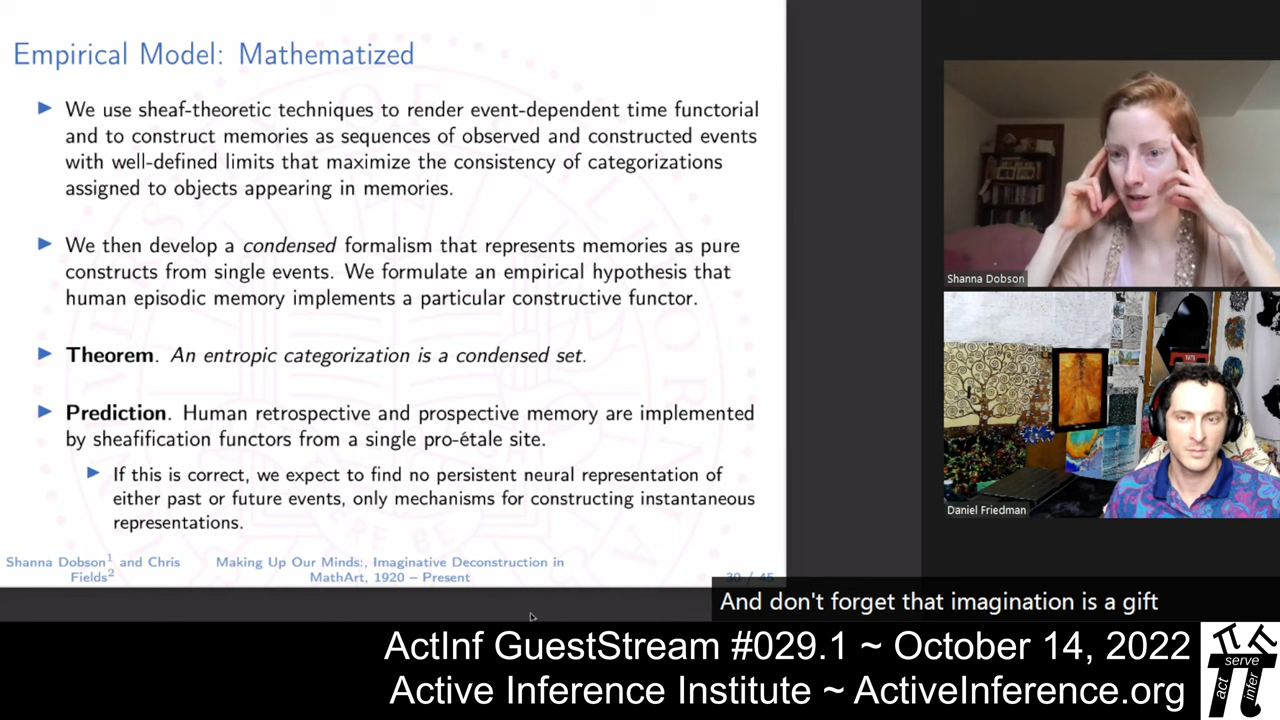 Empirical Model: Mathematized
▶ We use sheaf-theoretic techniques to render event-dependent time functorial
and to construct memories as sequences of observed and constructed events
with well-defined limits that maximize the consistency of categorizations
assigned to objects appearing in memories.
▶ We then develop a condensed formalism that represents memories as pure
constructs from single events. We formulate an empirical hypothesis that
human episodic memory implements a particular constructive functor.
▶ Theorem. An entropic categorization is a condensed set.
▶ Prediction. Human retrospective and prospective memory are implemented
by sheafification functors from a single pro-étale site.
▶ If this is correct, we expect to find no persistent neural representation of
either past or future events, only mechanisms for constructing instantaneous
representations.
Shanna Dobson1 and Chris
Fields2
Making Up Our Minds:, Imaginative Deconstruction in
MathArt, 1920 – Present
30 / 45
Shanna Dobson
Daniel Friedman
And don't forget that imagination is a gift
ActInf GuestStream #029.1 ~ October 14, 2022
Active Inference Institute ~ ActiveInference.org
serve
act
infer